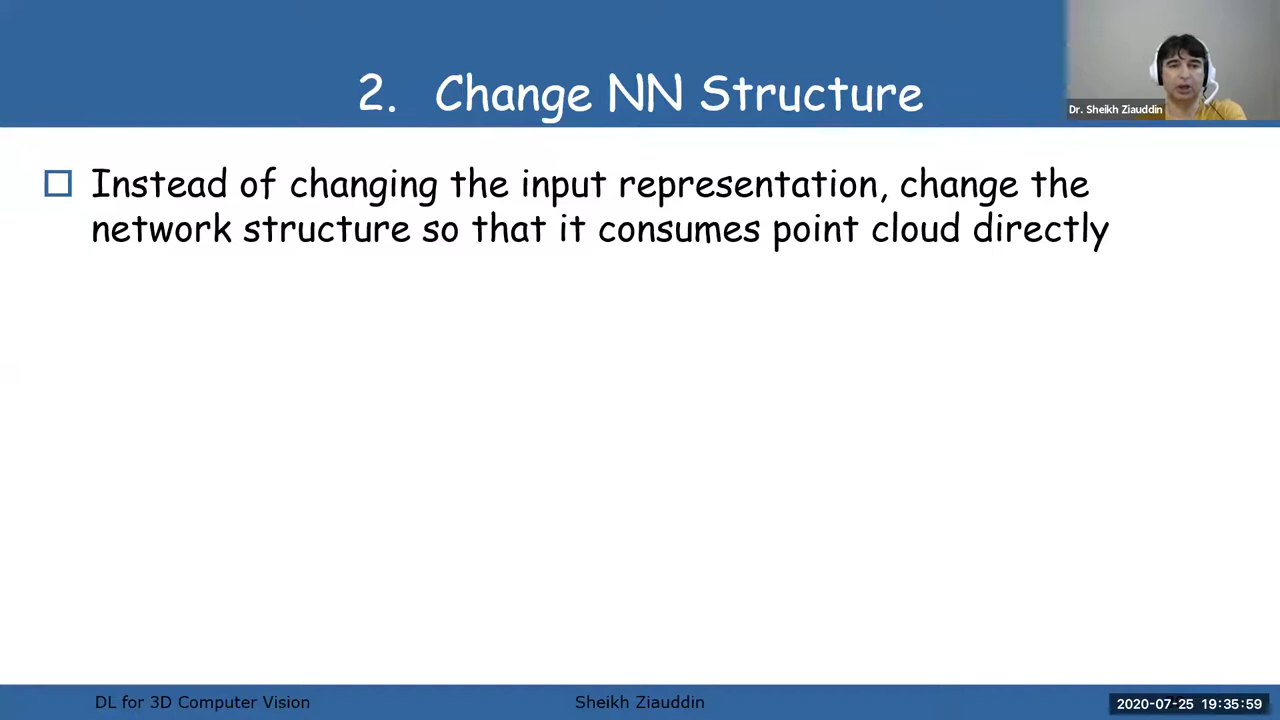 2. Change NN Structure
Dr. Sheikh Ziauddin
Instead of changing the input representation, change the
network structure so that it consumes point cloud directly
DL for 3D Computer Vision
Sheikh Ziauddin
2020-07-25 19:35:59